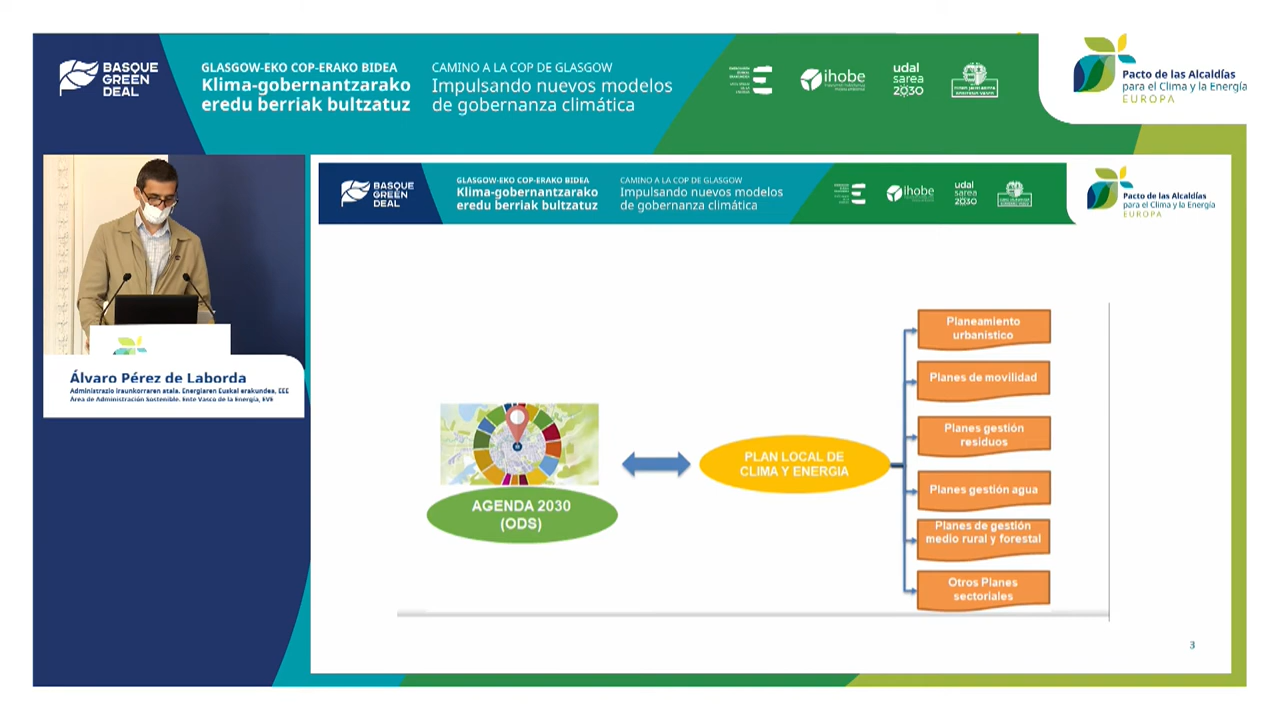 BASQUE
GREEN
DEAL
GLASGOW-EKO COP-ERAKO BIDEA
Klima-gobernantzarako
eredu berriak bultzatuz
CAMINO A LA COP DE GLASGOW
Impulsando nuevos modelos
de gobernanza climática
ihobe
udal
sarea
2030
Pacto de las Alcaldías
para el Clima y la Energía
EUROPA
BASQUE
GREEN
DEAL
GLASGOW-EKO COP-ERAKO BIDEA
Klima-gobernantzarako
eredu berriak bultzatuz
CAMINO A LA COP DE GLASGOW
Impulsando nuevos modelos
de gobernanza climática
ihobe
udal
sarea
2030
Pacto de las Alcaldías
para el Clima y la Energía
EUROPA
Álvaro Pérez de Laborda
Administrazio Iraunkorraren atala. Energiaren Euskal erakundea, EEE
Área de Administración Sostenible. Ente Vasco de la Energía, EVE
AGENDA 2030
(ODS)
PLAN LOCAL DE
CLIMA Y ENERGIA
Planeamiento
urbanístico
Planes de movilidad
Planes gestión
residuos
Planes gestión agua
Planes de gestión
medio rural y forestal
Otros Planes
sectoriales
3